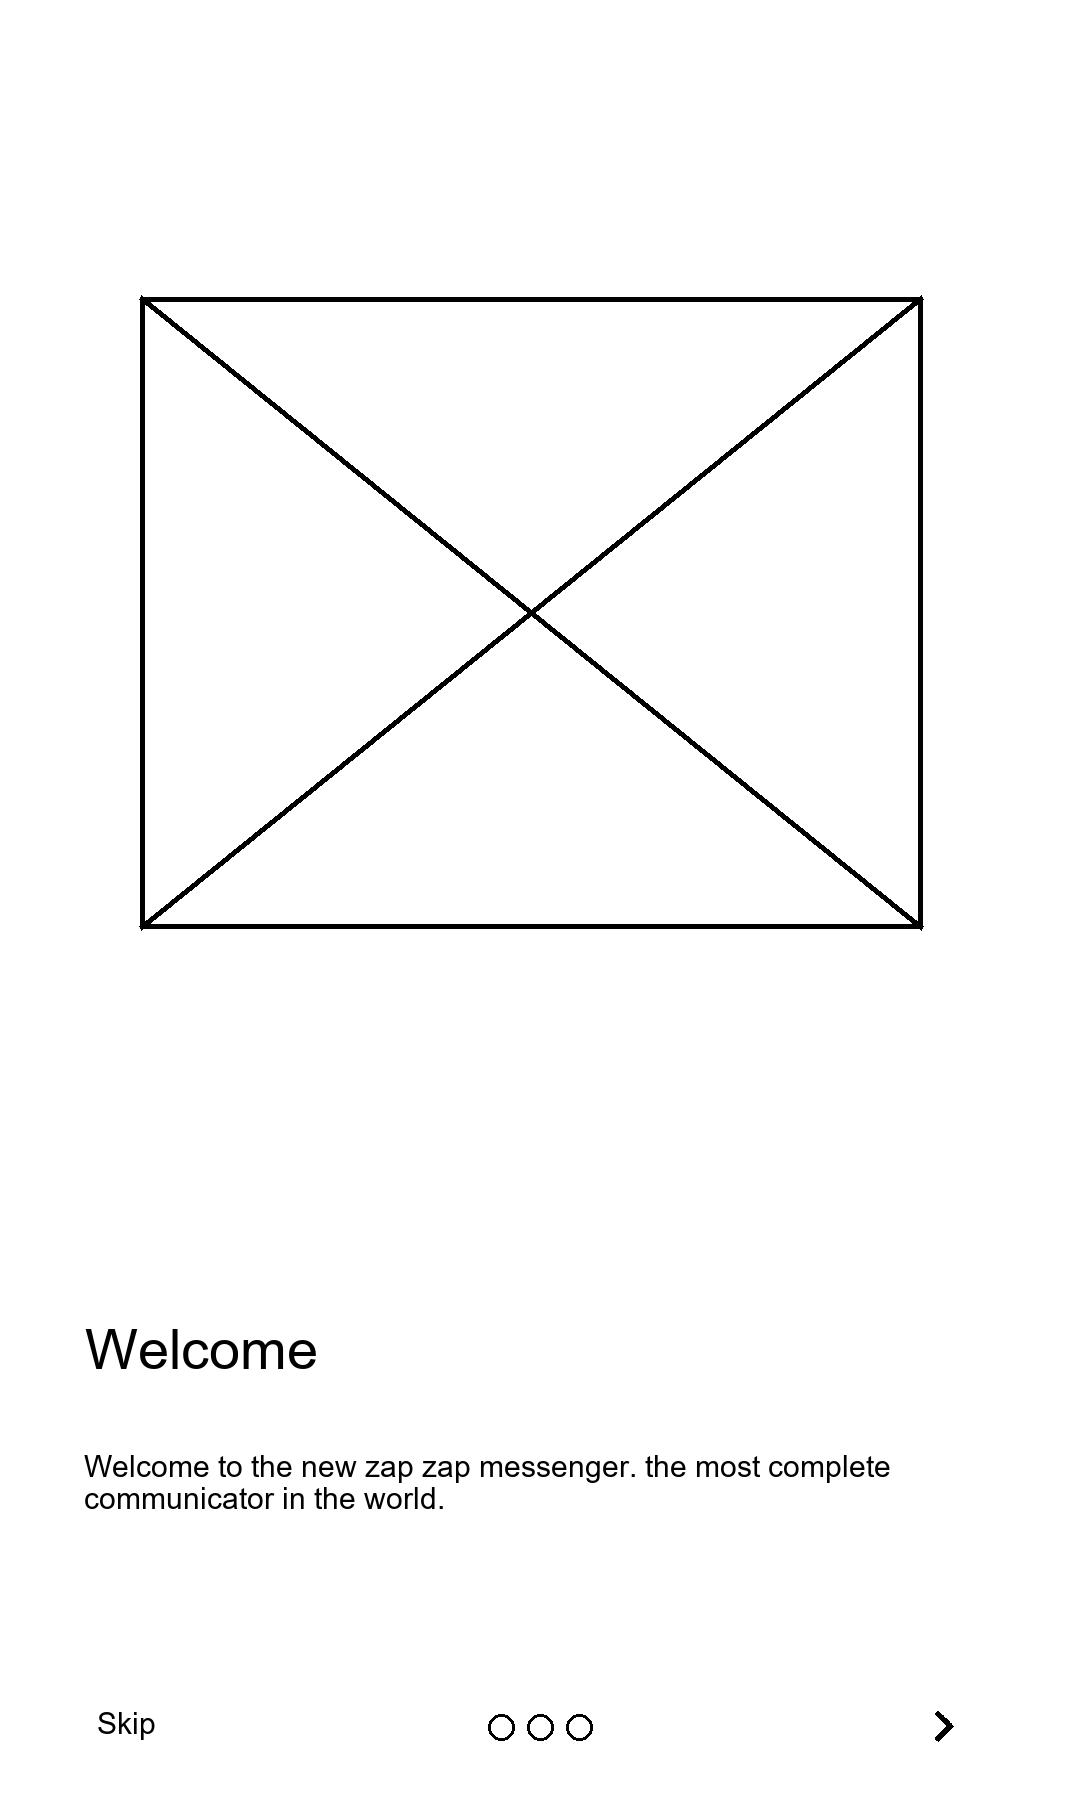 Welcome
Welcome to the new zap zap messenger. the most complete
communicator in the world.
Skip